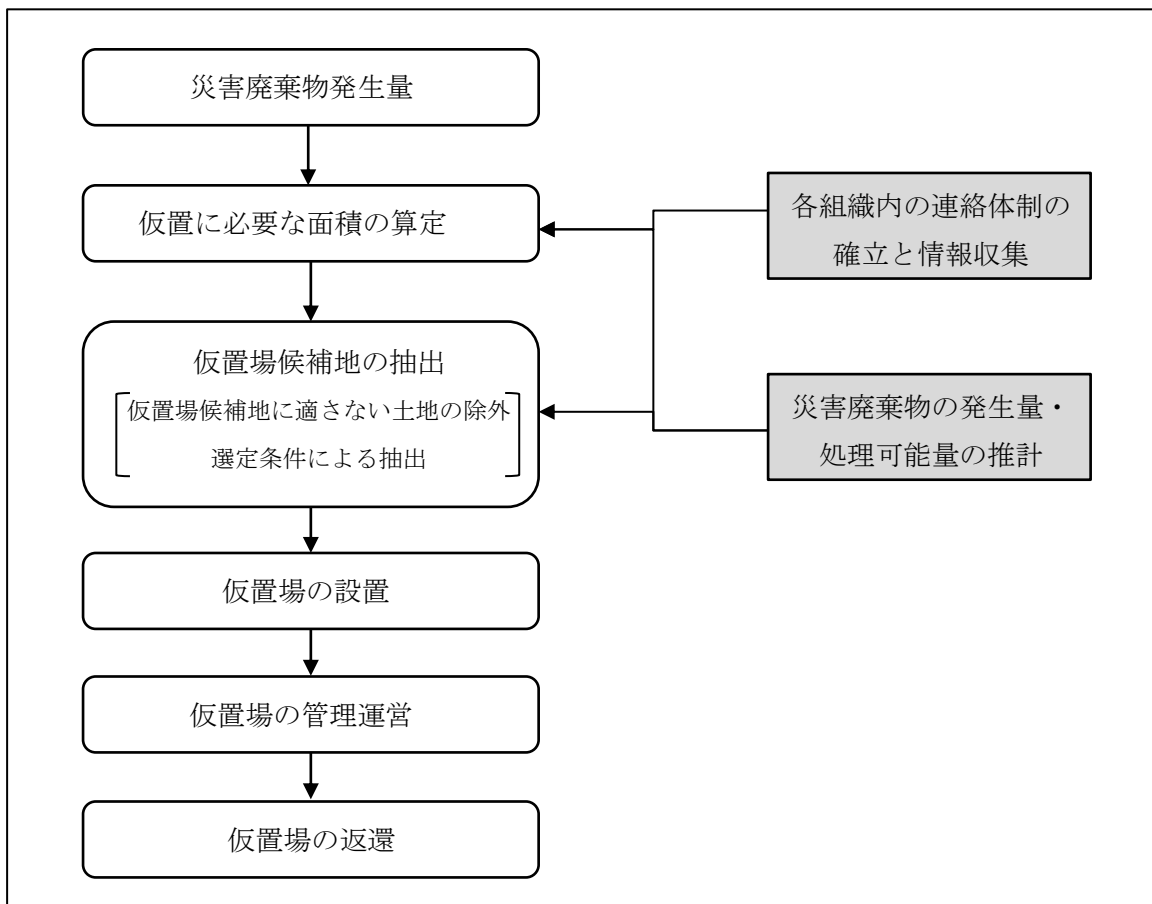 災害廃棄物発生量
仮置に必要な面積の算定
仮置場候補地の抽出
仮置場候補地に適さない土地の除外
選定条件による抽出
仮置場の設置
仮置場の管理運営
仮置場の返還
各組織内の連絡体制の
確立と情報収集
災害廃棄物の発生量・
処理可能量の推計